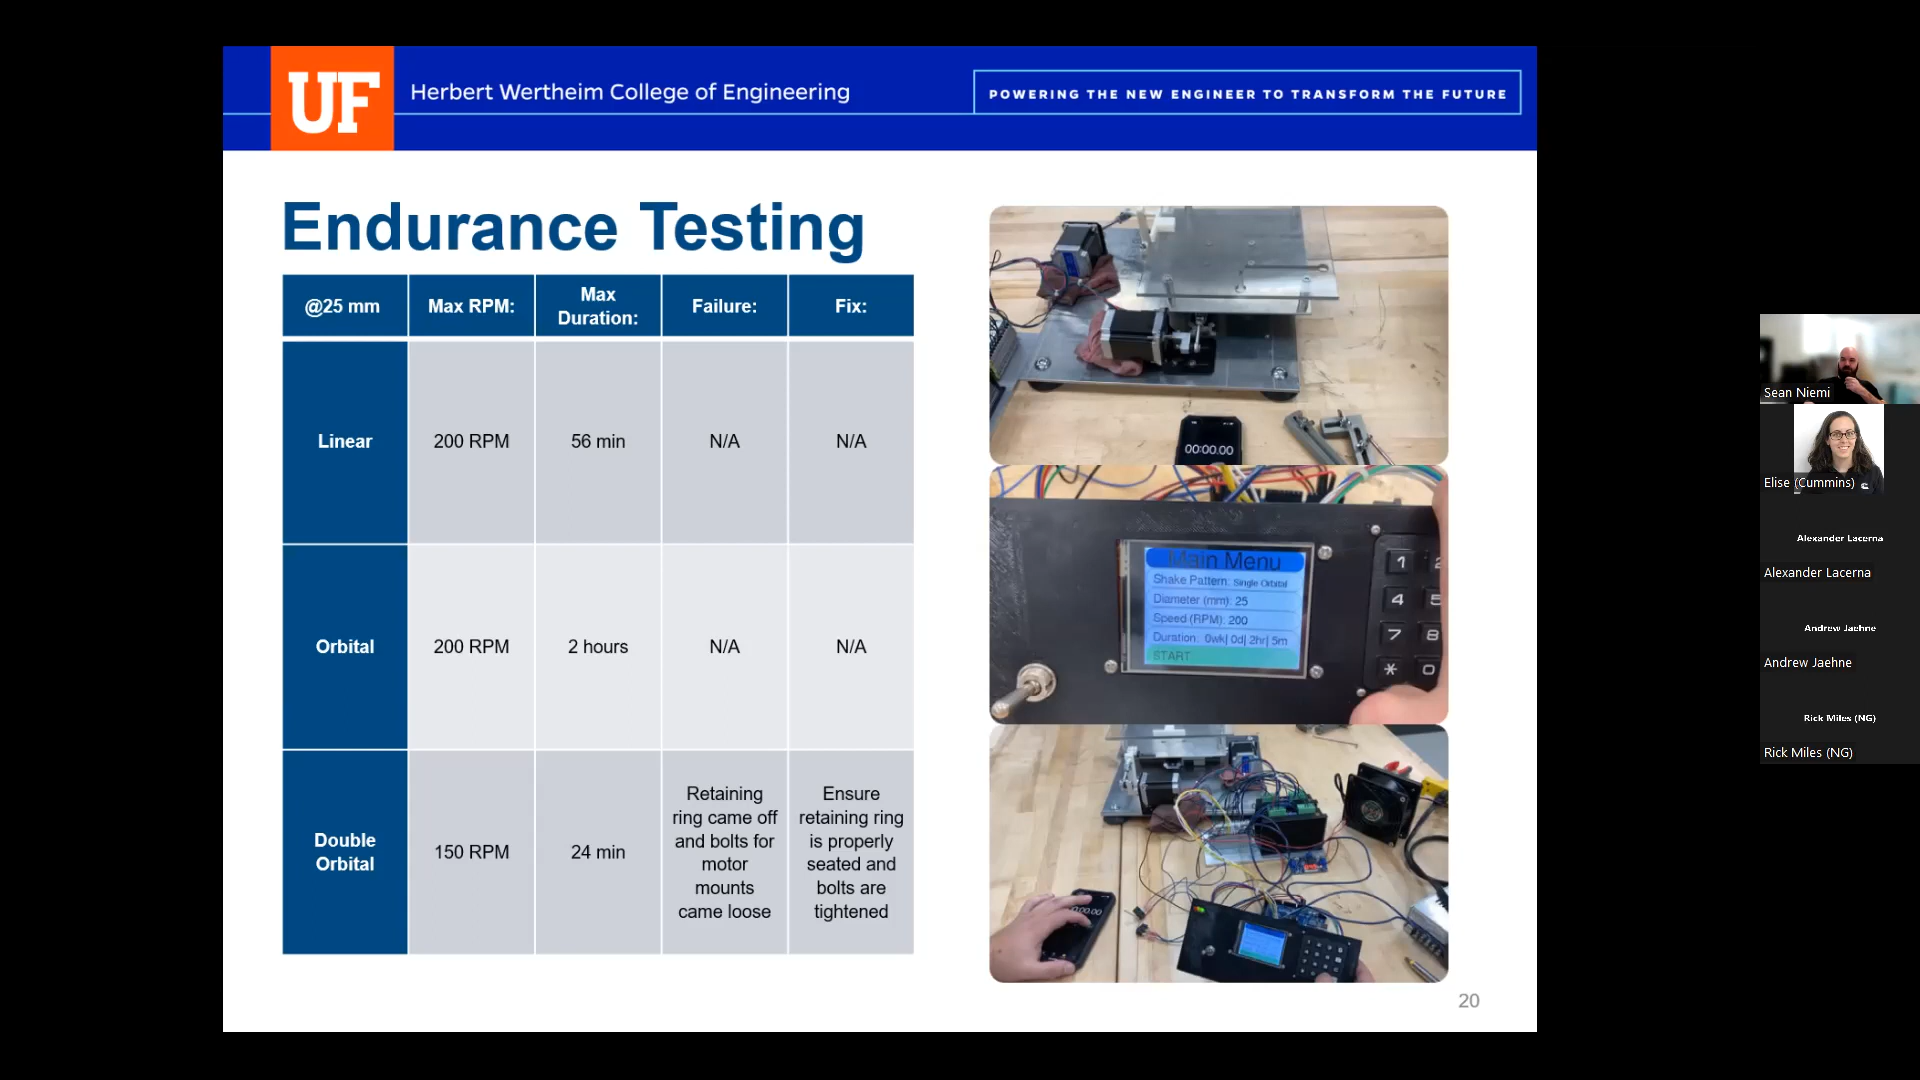 UF
Herbert Wertheim College of Engineering
POWERING THE NEW ENGINEER TO TRANSFORM THE FUTURE
Endurance Testing
@25 mm
Max RPM:
Max
Duration:
Failure:
Fix:
Linear
200 RPM
56 min
N/A
N/A
Orbital
200 RPM
2 hours
N/A
N/A
Double
Orbital
150 RPM
24 min
Retaining
ring came off
and bolts for
motor
mounts
came loose
Ensure
retaining ring
is properly
seated and
bolts are
tightened
00:00.00
Main Menu
Shake Pattern: Single Orbital
Diameter (mm): 25
Speed (RPM): 200
Duration: 0wk| 0d| 2hr| 5m
START
1 2
4 5
7 8
* 0
20
Sean Niemi
Elise (Cummins)
Alexander Lacerna
Alexander Lacerna
Andrew Jaehne
Andrew Jaehne
Rick Miles (NG)
Rick Miles (NG)